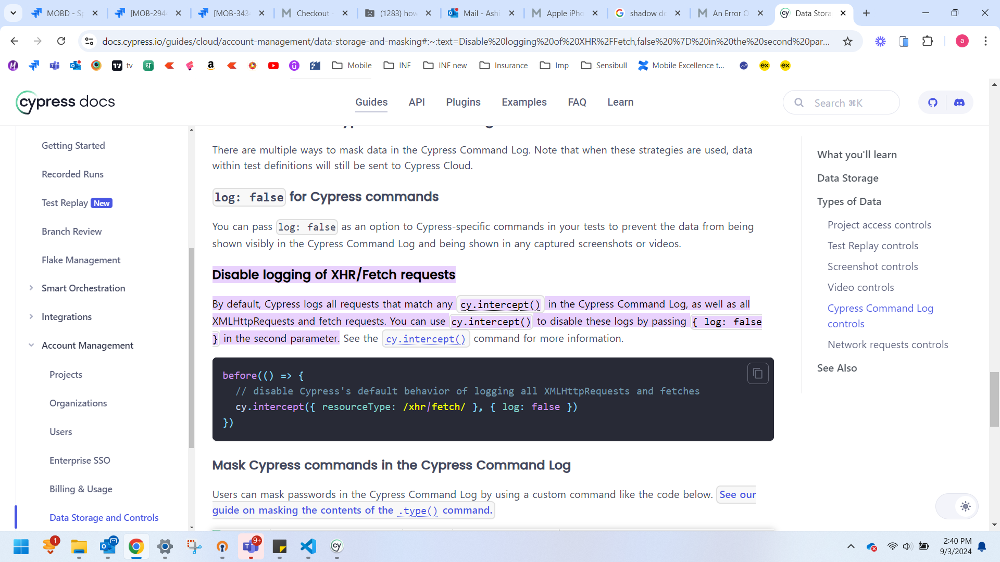 MOBD - Sp
[MOB-294
[MOB-343
Checkout -
(1283) how
Mail - Ashi
Apple iPho
shadow do
An Error O
Data Stora
docs.cypress.io/guides/cloud/account-management/data-storage-and-masking#:~:text=Disable%20logging%20of%20XHR%2FFetch,false%20%7D%20in%20the%20second%20par...
a
tv
Mobile
INF
INF new
Insurance
Imp
Sensibull
Mobile Excellence t...
ex
ex
cypress docs
Guides
API
Plugins
Examples
FAQ
Learn
Search ⌘K
Getting Started
Recorded Runs
Test Replay New
Branch Review
Flake Management
Smart Orchestration
Integrations
Account Management
Projects
Organizations
Users
Enterprise SSO
Billing & Usage
Data Storage and Controls
There are multiple ways to mask data in the Cypress Command Log. Note that when these strategies are used, data
within test definitions will still be sent to Cypress Cloud.
log: false for Cypress commands
You can pass log: false as an option to Cypress-specific commands in your tests to prevent the data from being
shown visibly in the Cypress Command Log and being shown in any captured screenshots or videos.
Disable logging of XHR/Fetch requests
By default, Cypress logs all requests that match any cy.intercept() in the Cypress Command Log, as well as all
XMLHttpRequests and fetch requests. You can use cy.intercept() to disable these logs by passing { log: false
} in the second parameter. See the cy.intercept() command for more information.
before(() => {
// disable Cypress's default behavior of logging all XMLHttpRequests and fetches
cy.intercept({ resourceType: /xhr|fetch/ }, { log: false })
})
Mask Cypress commands in the Cypress Command Log
Users can mask passwords in the Cypress Command Log by using a custom command like the code below. See our
guide on masking the contents of the .type() command.
What you'll learn
Data Storage
Types of Data
Project access controls
Test Replay controls
Screenshot controls
Video controls
Cypress Command Log
controls
Network requests controls
See Also
1
9+
cy
2:40 PM
9/3/2024